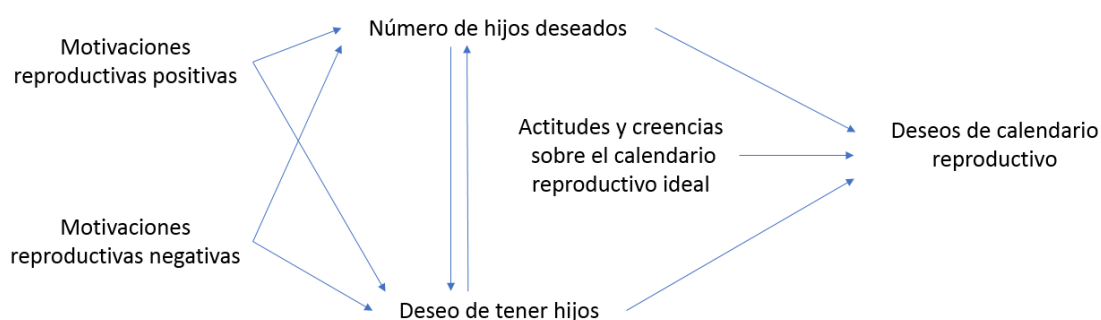 Motivaciones
reproductivas positivas
Motivaciones
reproductivas negativas
Número de hijos deseados
Actitudes y creencias
sobre el calendario
reproductivo ideal
Deseo de tener hijos
Deseos de calendario
reproductivo